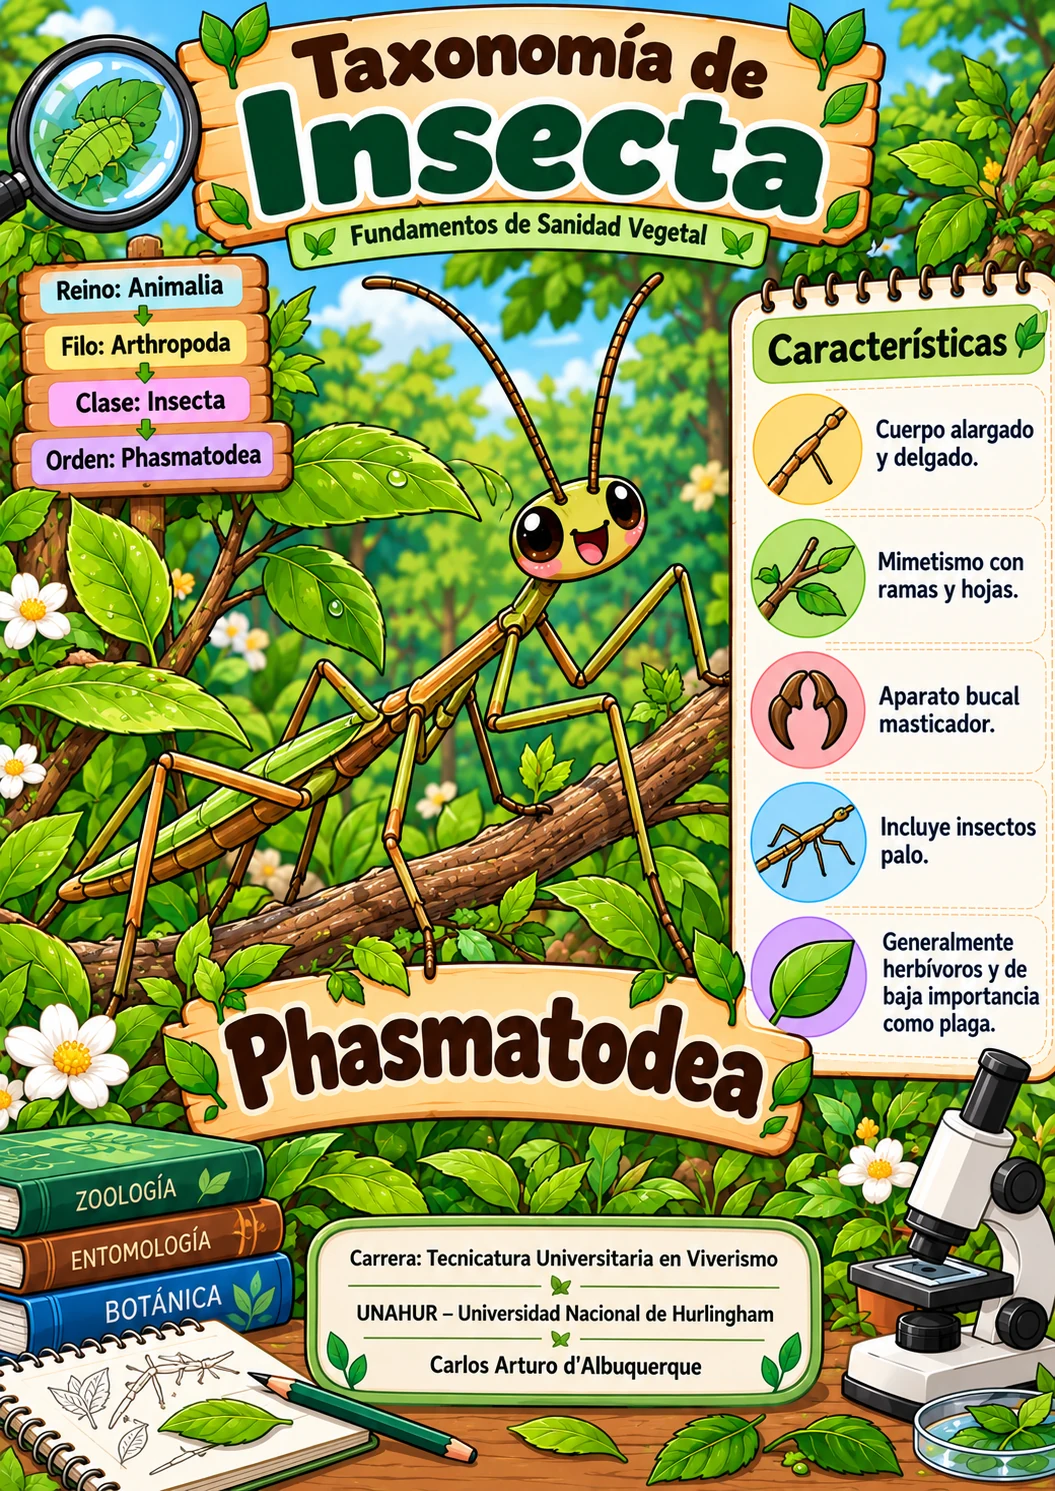 Taxonomía de
Insecta
Fundamentos de Sanidad Vegetal
Reino: Animalia
Filo: Arthropoda
Clase: Insecta
Orden: Phasmatodea
Características
Cuerpo alargado
y delgado.
Mimetismo con
ramas y hojas.
Aparato bucal
masticador.
Incluye insectos
palo.
Generalmente
herbívoros y de
baja importancia
como plaga.
Phasmatodea
ZOOLOGÍA
ENTOMOLOGÍA
BOTÁNICA
Carrera: Tecnicatura Universitaria en Viverismo
UNAHUR – Universidad Nacional de Hurlingham
Carlos Arturo d'Albuquerque